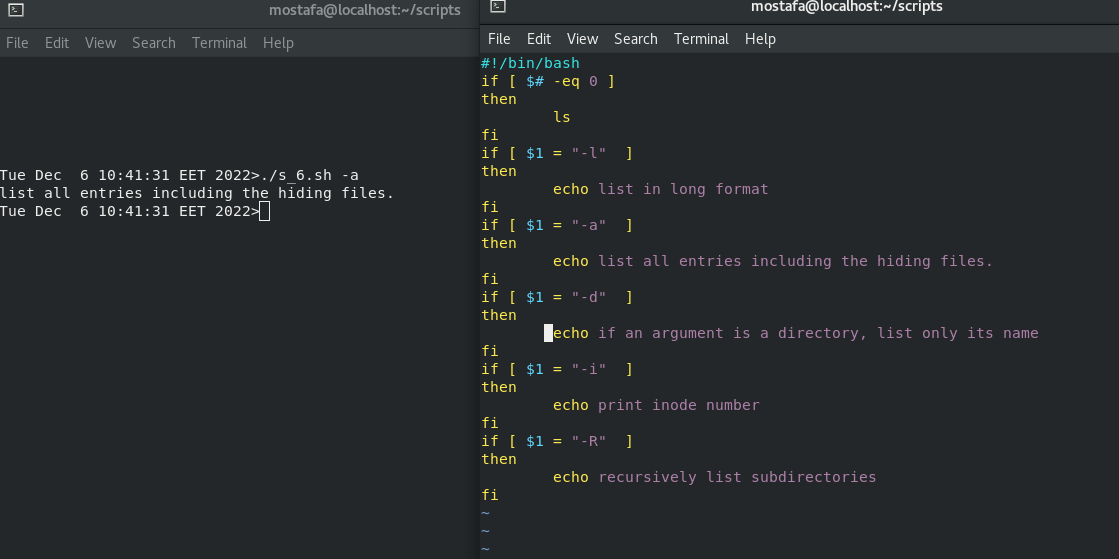 mostafa@localhost:~/scripts
File Edit View Search Terminal Help
Tue Dec  6 10:41:31 EET 2022>./s_6.sh -a
list all entries including the hiding files.
Tue Dec  6 10:41:31 EET 2022>
mostafa@localhost:~/scripts
File Edit View Search Terminal Help
#!/bin/bash
if [ $# -eq 0 ]
then
        ls
fi
if [ $1 = "-l"  ]
then
        echo list in long format
fi
if [ $1 = "-a"  ]
then
        echo list all entries including the hiding files.
fi
if [ $1 = "-d"  ]
then
        echo if an argument is a directory, list only its name
fi
if [ $1 = "-i"  ]
then
        echo print inode number
fi
if [ $1 = "-R"  ]
then
        echo recursively list subdirectories
fi
~
~
~